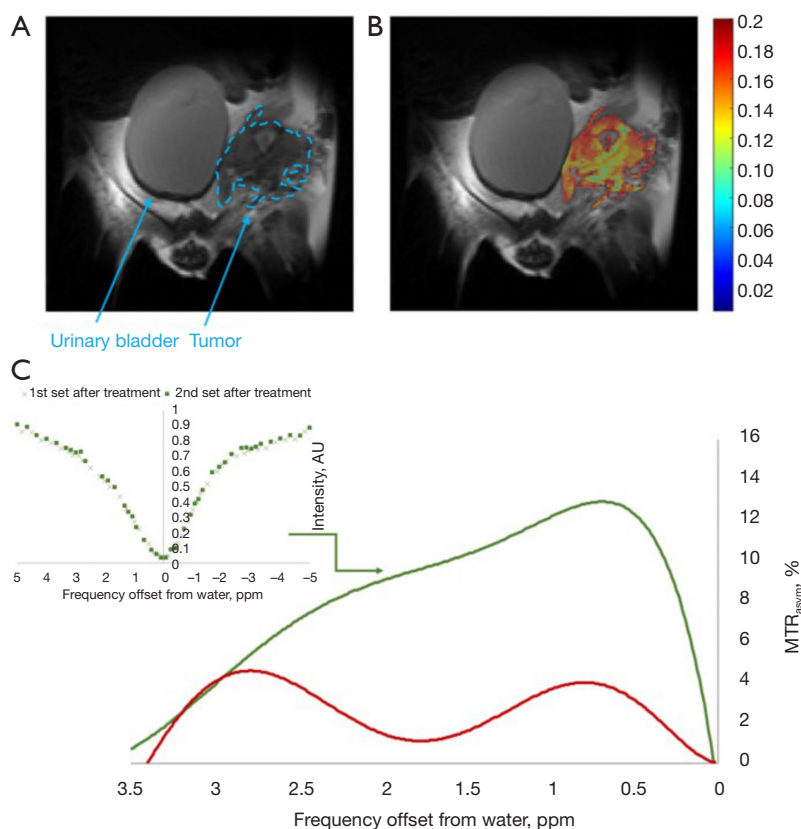 A
B
0.2
0.18
0.16
0.14
0.12
0.10
0.08
0.06
0.04
0.02
Urinary bladder Tumor
C
1st set after treatment 2nd set after treatment
1
0.9
0.8
0.7
0.6
0.5
0.4
0.3
0.2
0.1
0
Intensity, AU
5 4 3 2 1 0 −1 −2 −3 −4 −5
Frequency offset from water, ppm
16
14
12
10
8
6
4
2
0
MTRasym, %
3.5 3 2.5 2 1.5 1 0.5 0
Frequency offset from water, ppm